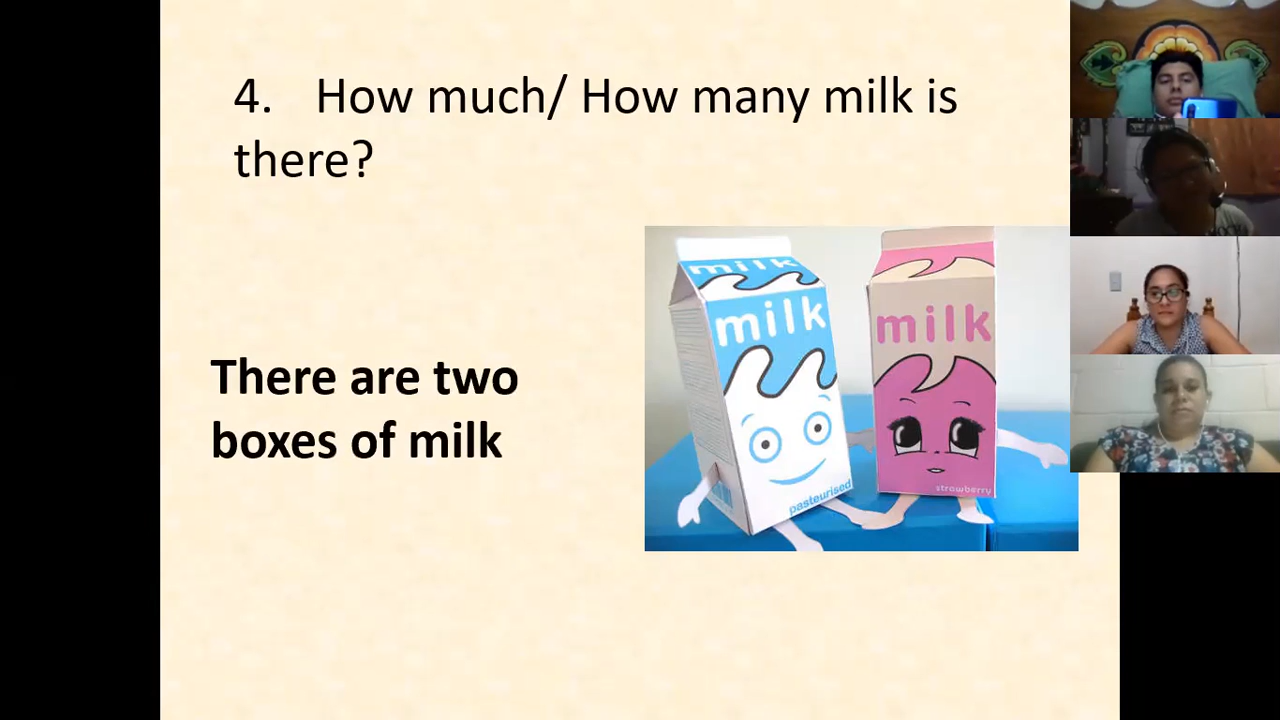 4. How much/ How many milk is
there?
There are two
boxes of milk
milk
milk
pasteurised
milk
strawberry